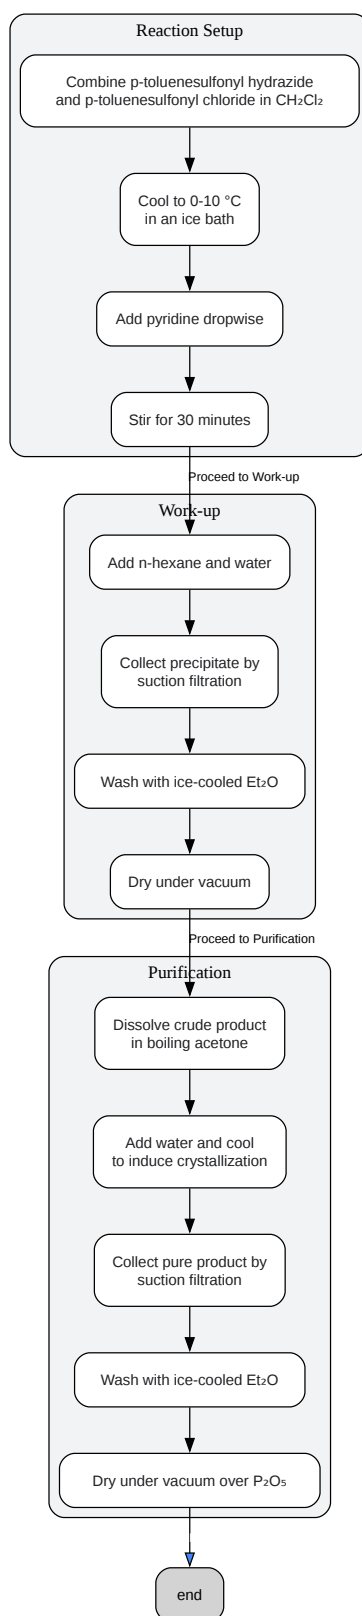 Reaction Setup
Combine p-toluenesulfonyl hydrazide
and p-toluenesulfonyl chloride in CH₂Cl₂
Cool to 0-10 °C
in an ice bath
Add pyridine dropwise
Stir for 30 minutes
Proceed to Work-up
Work-up
Add n-hexane and water
Collect precipitate by
suction filtration
Wash with ice-cooled Et₂O
Dry under vacuum
Proceed to Purification
Purification
Dissolve crude product
in boiling acetone
Add water and cool
to induce crystallization
Collect pure product by
suction filtration
Wash with ice-cooled Et₂O
Dry under vacuum over P₂O₅
end